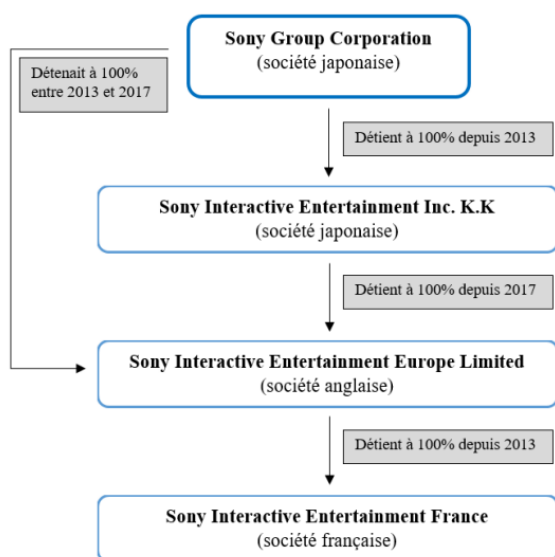 Sony Group Corporation
(société japonaise)
Détenait à 100%
entre 2013 et 2017
Détient à 100% depuis 2013
Sony Interactive Entertainment Inc. K.K
(société japonaise)
Détient à 100% depuis 2017
Sony Interactive Entertainment Europe Limited
(société anglaise)
Détient à 100% depuis 2013
Sony Interactive Entertainment France
(société française)